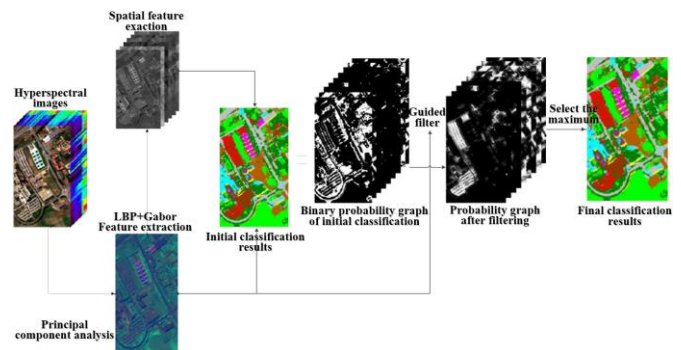 Spatial feature
exaction
Hyperspectral
images
LBP+Gabor
Feature extraction
Principal
component analysis
Initial classification
results
Binary probability graph
of initial classification
Guided
filter
Probability graph
after filtering
Select the
maximum
Final classification
results